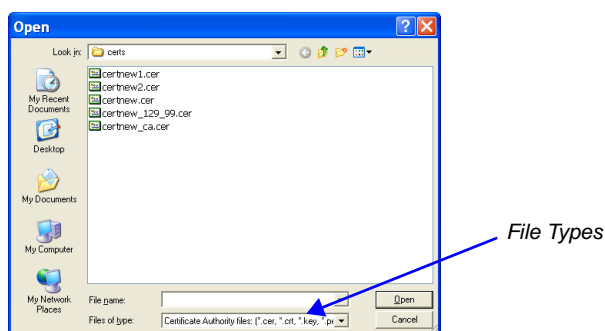 Open
Look in:
certs
certnew1.cer
certnew2.cer
certnew.cer
certnew_129_99.cer
certnew_ca.cer
My Recent
Documents
Desktop
My Documents
My Computer
My Network
Places
File name:
Open
Files of type:
Certificate Authority files: (*.cer, *.crt, *.key, *.pe
Cancel
File Types